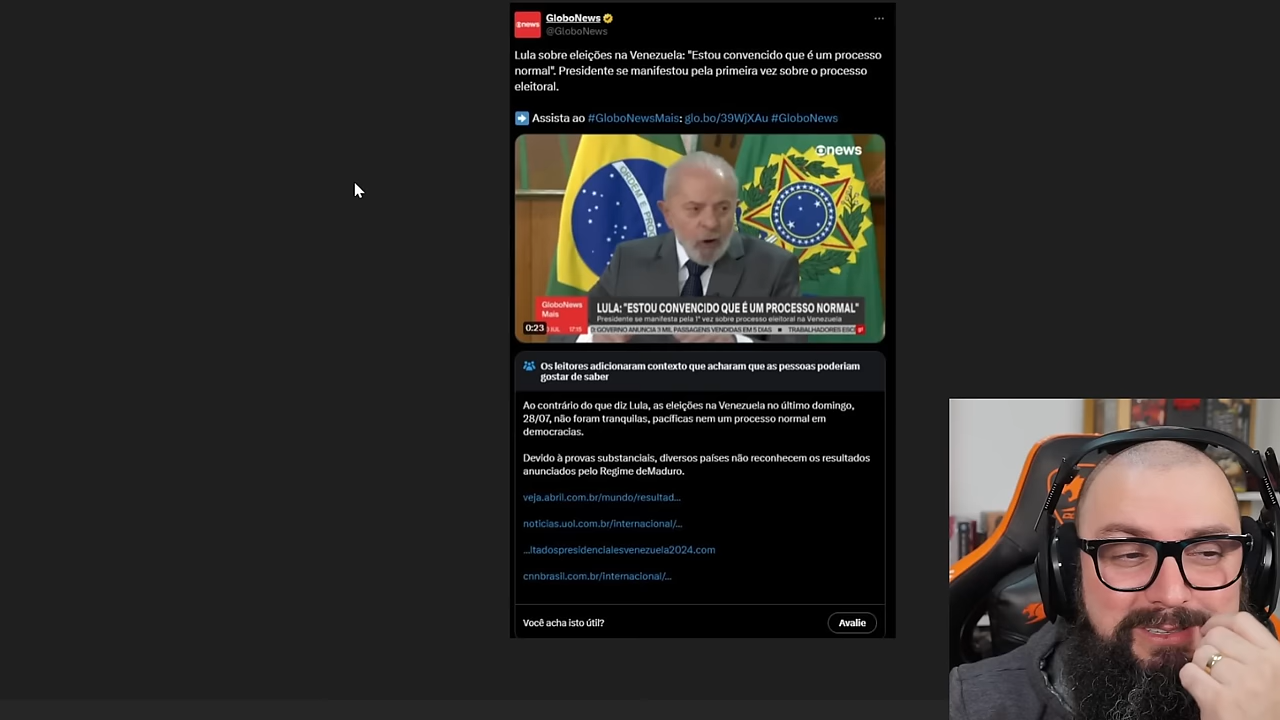 GloboNews
@GloboNews
Lula sobre eleições na Venezuela: "Estou convencido que é um processo
normal". Presidente se manifestou pela primeira vez sobre o processo
eleitoral.
Assista ao #GloboNewsMais: glo.bo/39WjXAu #GloboNews
news
ORDEM E PRO
GloboNews
Mais
LULA: "ESTOU CONVENCIDO QUE É UM PROCESSO NORMAL"
Presidente se manifesta pela 1ª vez sobre processo eleitoral na Venezuela
0:23
JUL 17:15 GOVERNO ANUNCIA 3 MIL PASSAGENS VENDIDAS EM 5 DIAS TRABALHADORES ESC g1
Os leitores adicionaram contexto que acharam que as pessoas poderiam
gostar de saber
Ao contrário do que diz Lula, as eleições na Venezuela no último domingo,
28/07, não foram tranquilas, pacíficas nem um processo normal em
democracias.
Devido à provas substanciais, diversos países não reconhecem os resultados
anunciados pelo Regime deMaduro.
veja.abril.com.br/mundo/resultad...
noticias.uol.com.br/internacional/...
...ltadospresidencialesvenezuela2024.com
cnnbrasil.com.br/internacional/...
Você acha isto útil?
Avalie